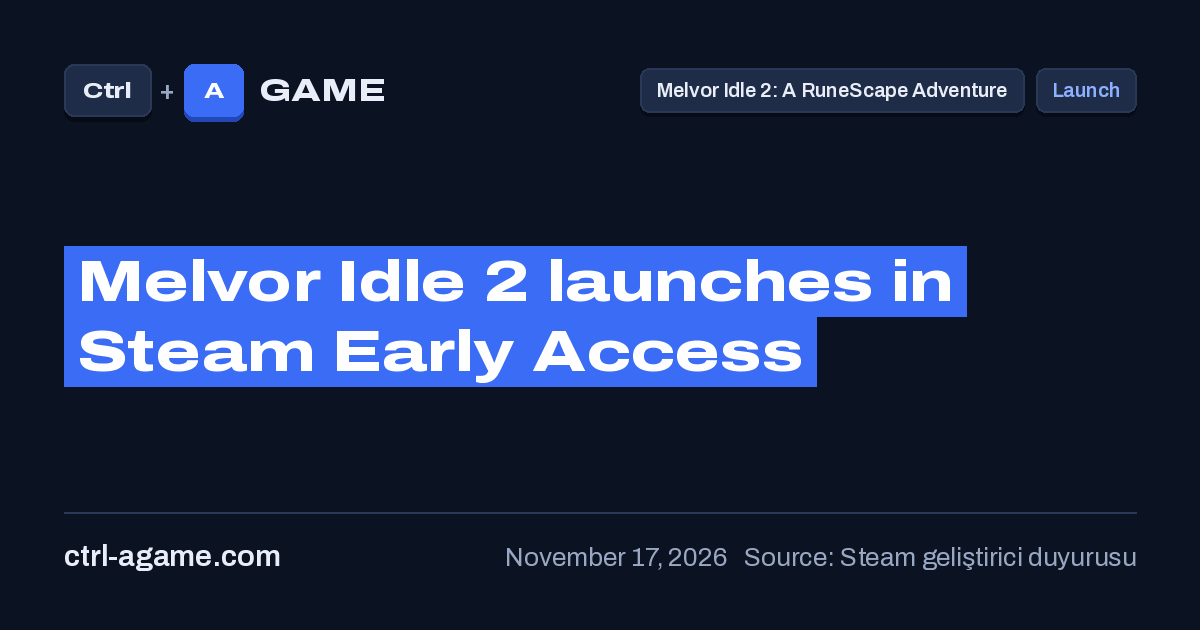 Ctrl + A GAME
Melvor Idle 2: A RuneScape Adventure
Launch
Melvor Idle 2 launches in
Steam Early Access
ctrl-agame.com
November 17, 2026 Source: Steam geliştirici duyurusu